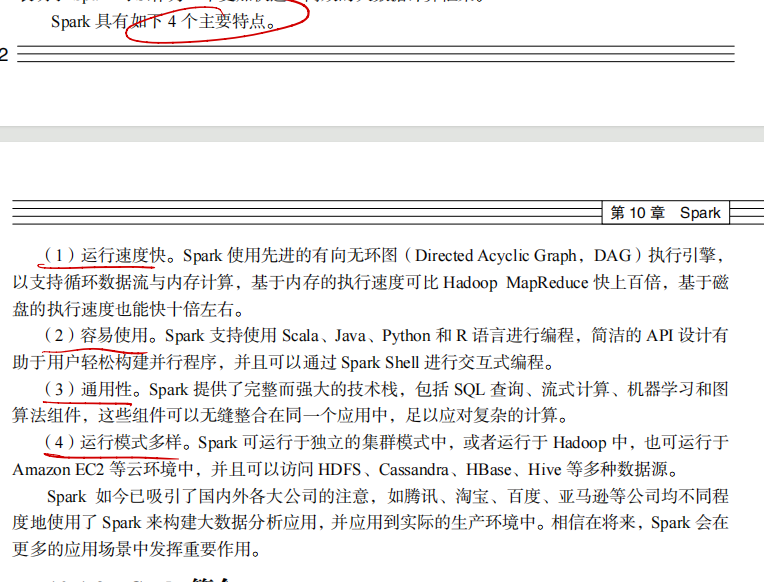 Spark 具有如下 4 个主要特点。
2
第 10 章 Spark
（1）运行速度快。Spark 使用先进的有向无环图（Directed Acyclic Graph，DAG）执行引擎，
以支持循环数据流与内存计算，基于内存的执行速度可比 Hadoop MapReduce 快上百倍，基于磁
盘的执行速度也能快十倍左右。
（2）容易使用。Spark 支持使用 Scala、Java、Python 和 R 语言进行编程，简洁的 API 设计有
助于用户轻松构建并行程序，并且可以通过 Spark Shell 进行交互式编程。
（3）通用性。Spark 提供了完整而强大的技术栈，包括 SQL 查询、流式计算、机器学习和图
算法组件，这些组件可以无缝整合在同一个应用中，足以应对复杂的计算。
（4）运行模式多样。Spark 可运行于独立的集群模式中，或者运行于 Hadoop 中，也可运行于
Amazon EC2 等云环境中，并且可以访问 HDFS、Cassandra、HBase、Hive 等多种数据源。
Spark 如今已吸引了国内外各大公司的注意，如腾讯、淘宝、百度、亚马逊等公司均不同程
度地使用了 Spark 来构建大数据分析应用，并应用到实际的生产环境中。相信在将来，Spark 会在
更多的应用场景中发挥重要作用。